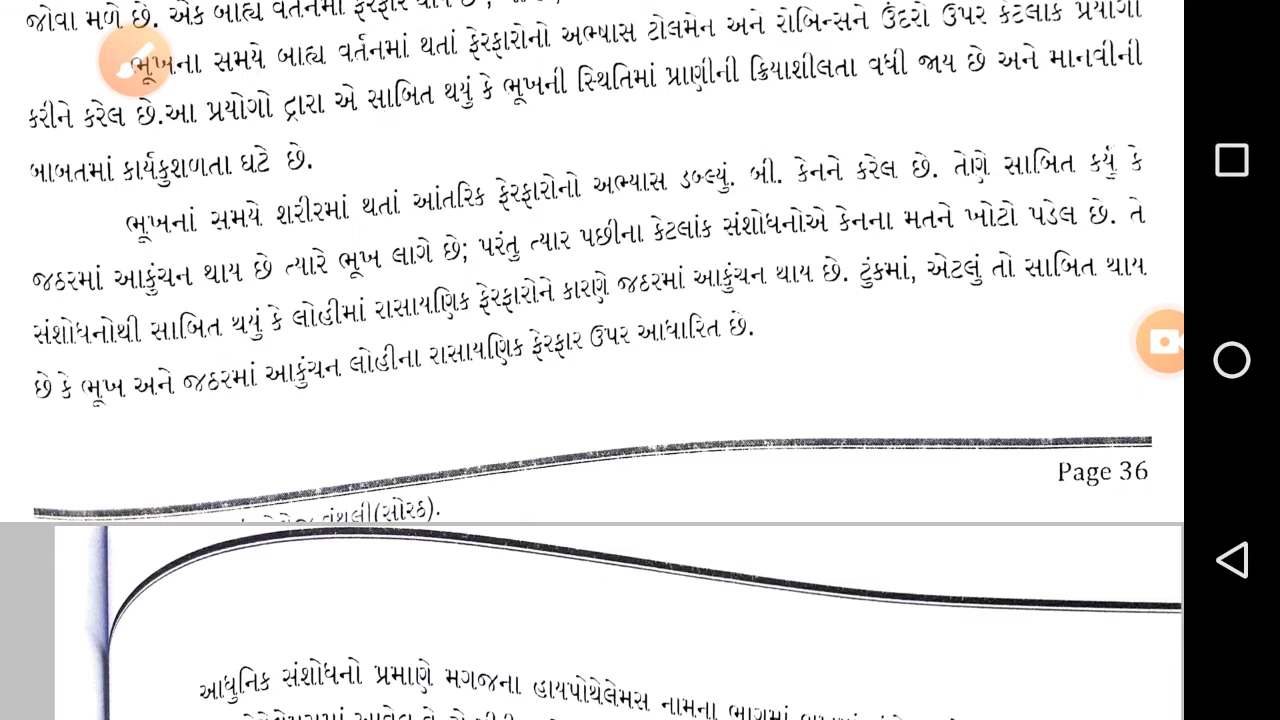 જોવા મળે છે. એક બાહ્ય વર્તનમાં ફેરફાર
ભૂખના સમયે બાહ્ય વર્તનમાં થતાં ફેરફારોનો અભ્યાસ ટોલમેન અને રોબિન્સને ઉંદરો ઉપર કેટલાક પ્રયોગો
કરીને કરેલ છે.આ પ્રયોગો દ્વારા એ સાબિત થયું કે ભૂખની સ્થિતિમાં પ્રાણીની ક્રિયાશીલતા વધી જાય છે અને માનવીની
બાબતમાં કાર્યકુશળતા ઘટે છે.
ભૂખનાં સમયે શરીરમાં થતાં આંતરિક ફેરફારોનો અભ્યાસ ડબ્લ્યું. બી. કેનને કરેલ છે. તેણે સાબિત કર્યું કે
જઠરમાં આકુંચન થાય છે ત્યારે ભૂખ લાગે છે; પરંતુ ત્યાર પછીના કેટલાંક સંશોધનોએ કેનના મતને ખોટો પડેલ છે. તે
સંશોધનોથી સાબિત થયું કે લોહીમાં રાસાયણિક ફેરફારોને કારણે જઠરમાં આકુંચન થાય છે. ટુંકમાં, એટલું તો સાબિત થાય
છે કે ભૂખ અને જઠરમાં આકુંચન લોહીના રાસાયણિક ફેરફાર ઉપર આધારિત છે.
Page 36
વંથલી(સોરઠ).
આધુનિક સંશોધનો પ્રમાણે મગજના હાયપોથેલેમસ નામના ભાગમાં